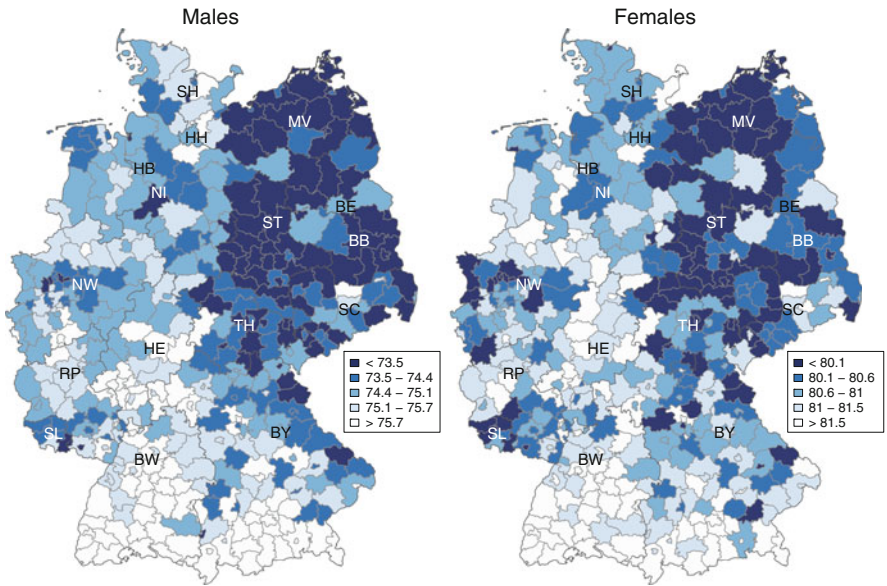 Males
Females
SH
HH
MV
HB
NI
ST
BE
BB
NW
SC
TH
HE
RP
SL
BY
BW
< 73.5
73.5 – 74.4
74.4 – 75.1
75.1 – 75.7
> 75.7
SH
HH
MV
HB
NI
ST
BE
BB
NW
SC
TH
HE
RP
SL
BY
BW
< 80.1
80.1 – 80.6
80.6 – 81
81 – 81.5
> 81.5